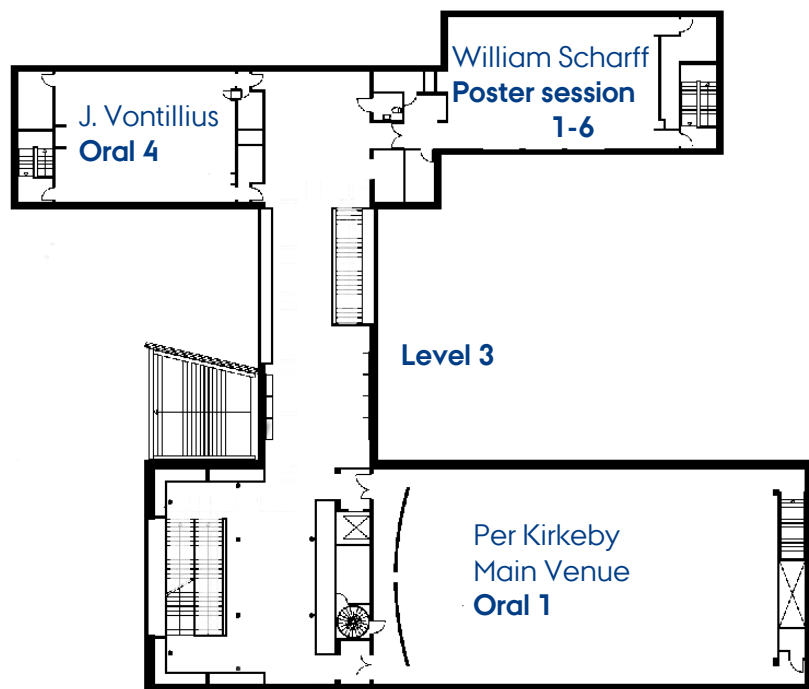 William Scharff
Poster session
1-6
J. Vontillius
Oral 4
Level 3
Per Kirkeby
Main Venue
Oral 1